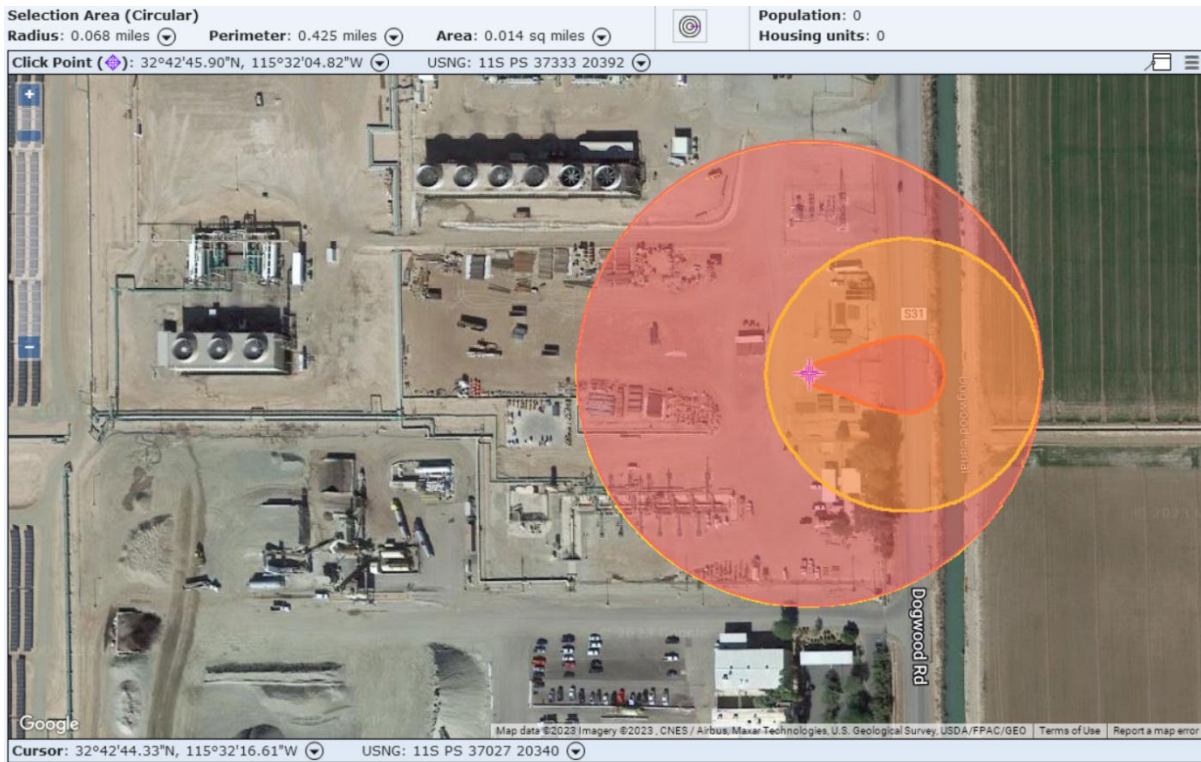 Selection Area (Circular)
Radius: 0.068 miles Perimeter: 0.425 miles Area: 0.014 sq miles
Population: 0
Housing units: 0
Click Point ( ): 32°42'45.90"N, 115°32'04.82"W USNG: 11S PS 37333 20392
+
S31
Dogwood Canal
−
Dogwood Rd
Google
Map data ©2023 Imagery ©2023 , CNES / Airbus, Maxar Technologies, U.S. Geological Survey, USDA/FPAC/GEO Terms of Use Report a map error
Cursor: 32°42'44.33"N, 115°32'16.61"W USNG: 11S PS 37027 20340